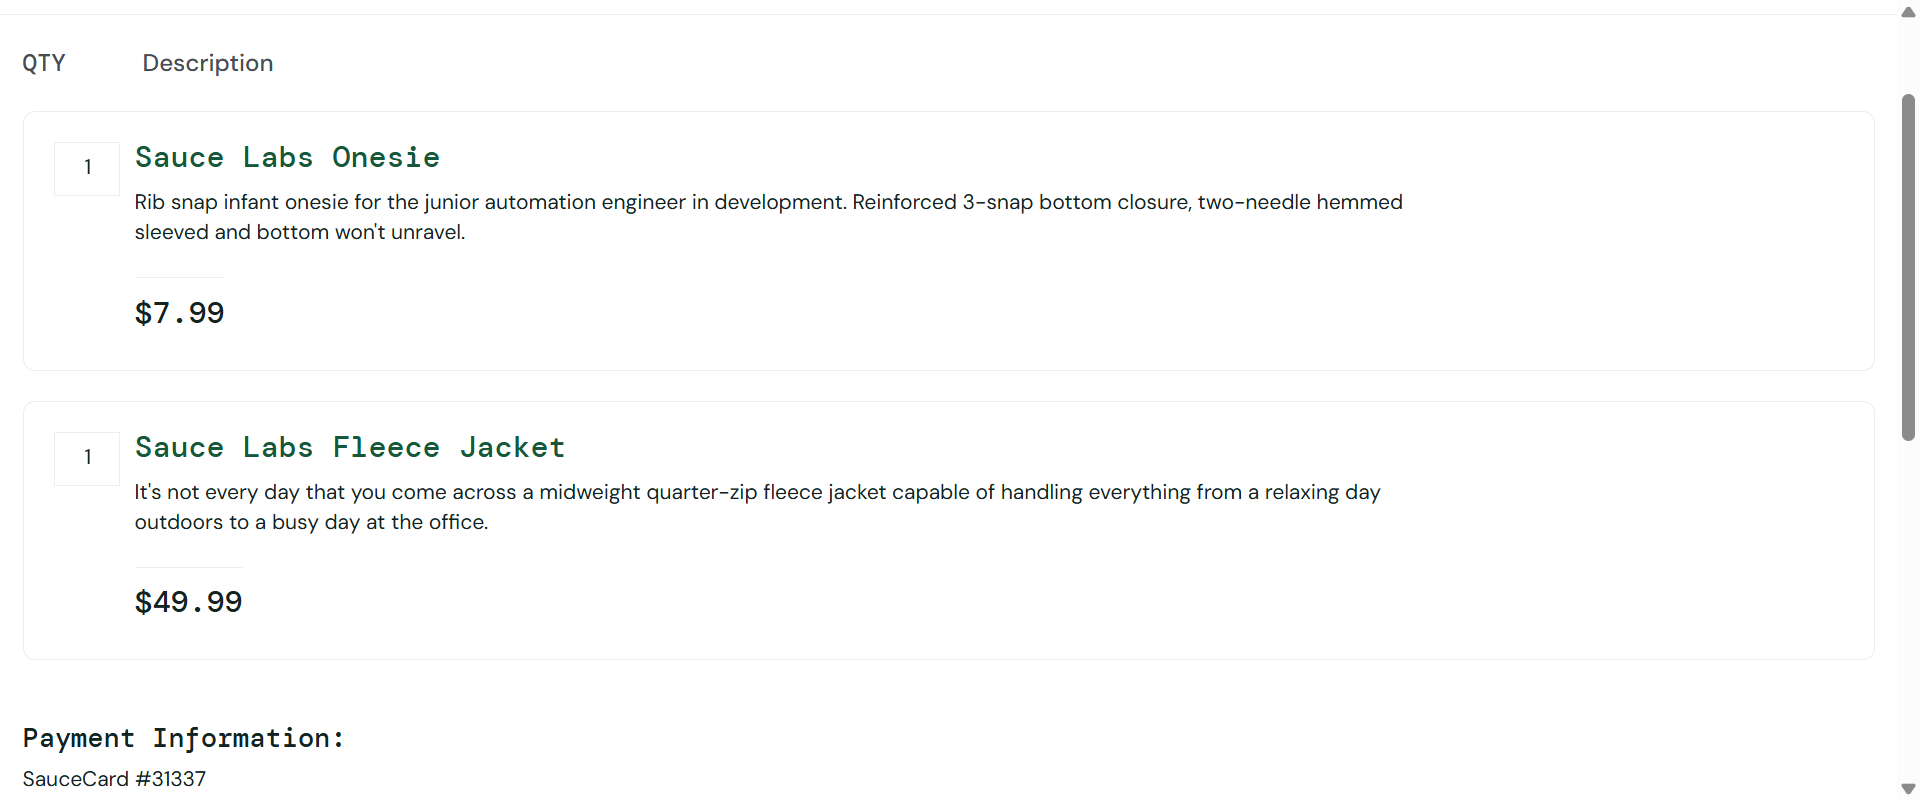 QTY Description
1 Sauce Labs Onesie
Rib snap infant onesie for the junior automation engineer in development. Reinforced 3-snap bottom closure, two-needle hemmed
sleeved and bottom won't unravel.
$7.99
1 Sauce Labs Fleece Jacket
It's not every day that you come across a midweight quarter-zip fleece jacket capable of handling everything from a relaxing day
outdoors to a busy day at the office.
$49.99
Payment Information:
SauceCard #31337